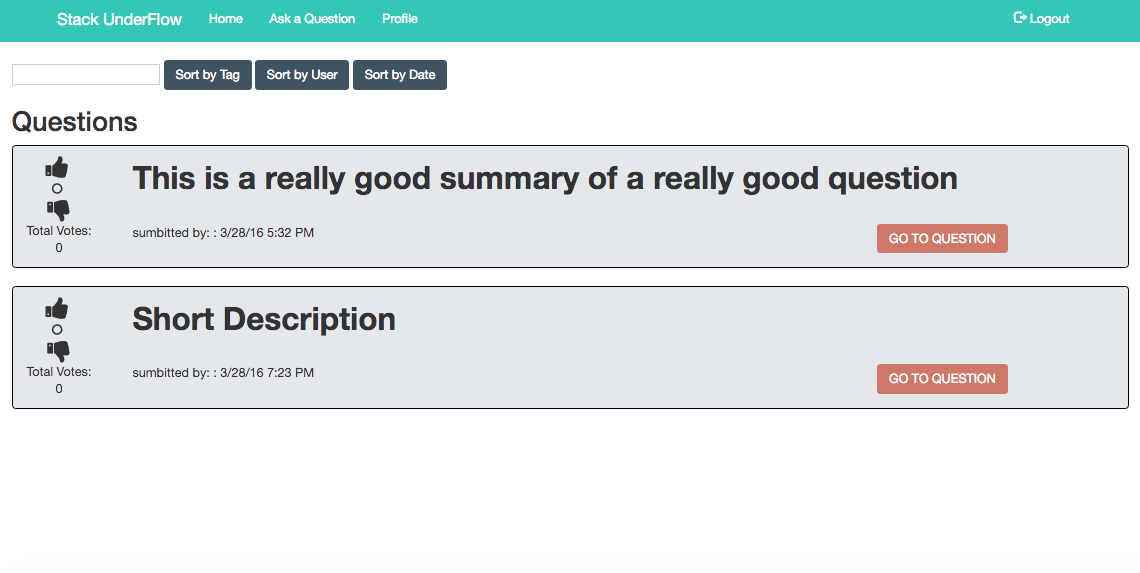 Stack UnderFlow Home Ask a Question Profile Logout
Sort by Tag Sort by User Sort by Date
Questions
This is a really good summary of a really good question
Total Votes: sumbitted by: : 3/28/16 5:32 PM GO TO QUESTION
0
Short Description
Total Votes: sumbitted by: : 3/28/16 7:23 PM GO TO QUESTION
0